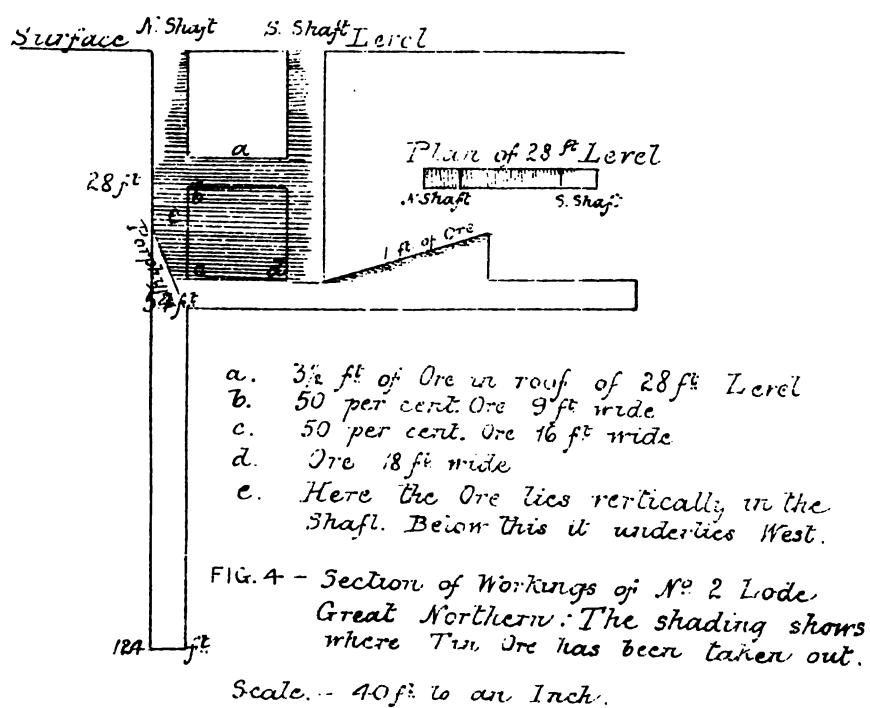 N. Shaft S. Shaft
Surface Level
a
Plan of 28 ft Level
28 ft
b
N. Shaft S. Shaft
c
Porphyry
1 ft. of Ore
d
54 ft
a. 3½ ft of Ore in roof of 28 ft Level
b. 50 per cent. Ore 9 ft wide
c. 50 per cent. Ore 16 ft wide
d. Ore 18 ft wide
e. Here the Ore lies vertically in the
Shaft. Below this it underlies West.
FIG. 4 – Section of Workings of No. 2 Lode
Great Northern: The shading shows
where Tin Ore has been taken out.
124 ft
Scale. - 40 ft to an Inch.